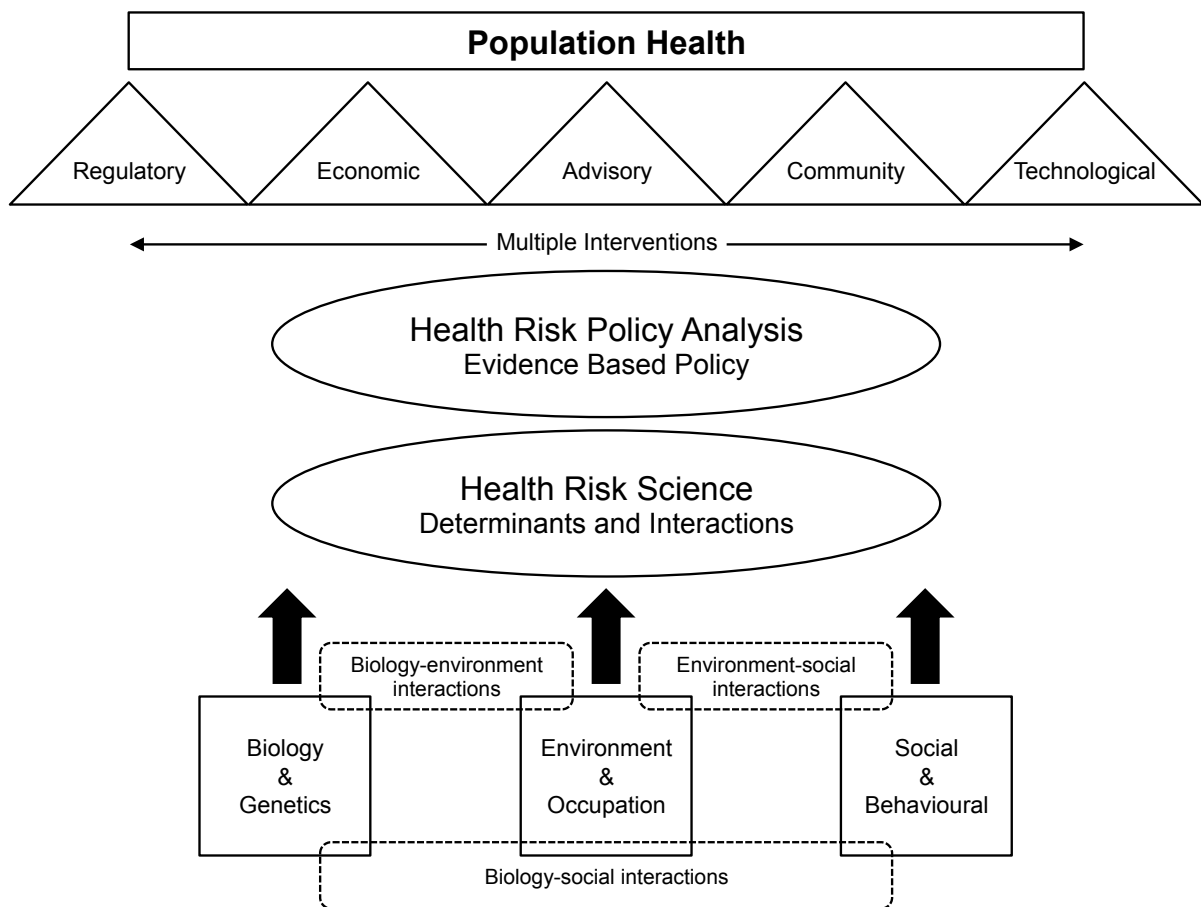 Population Health
Regulatory
Economic
Advisory
Community
Technological
Multiple Interventions
Health Risk Policy Analysis
Evidence Based Policy
Health Risk Science
Determinants and Interactions
Biology-environment
interactions
Environment-social
interactions
Biology
&
Genetics
Environment
&
Occupation
Social
&
Behavioural
Biology-social interactions